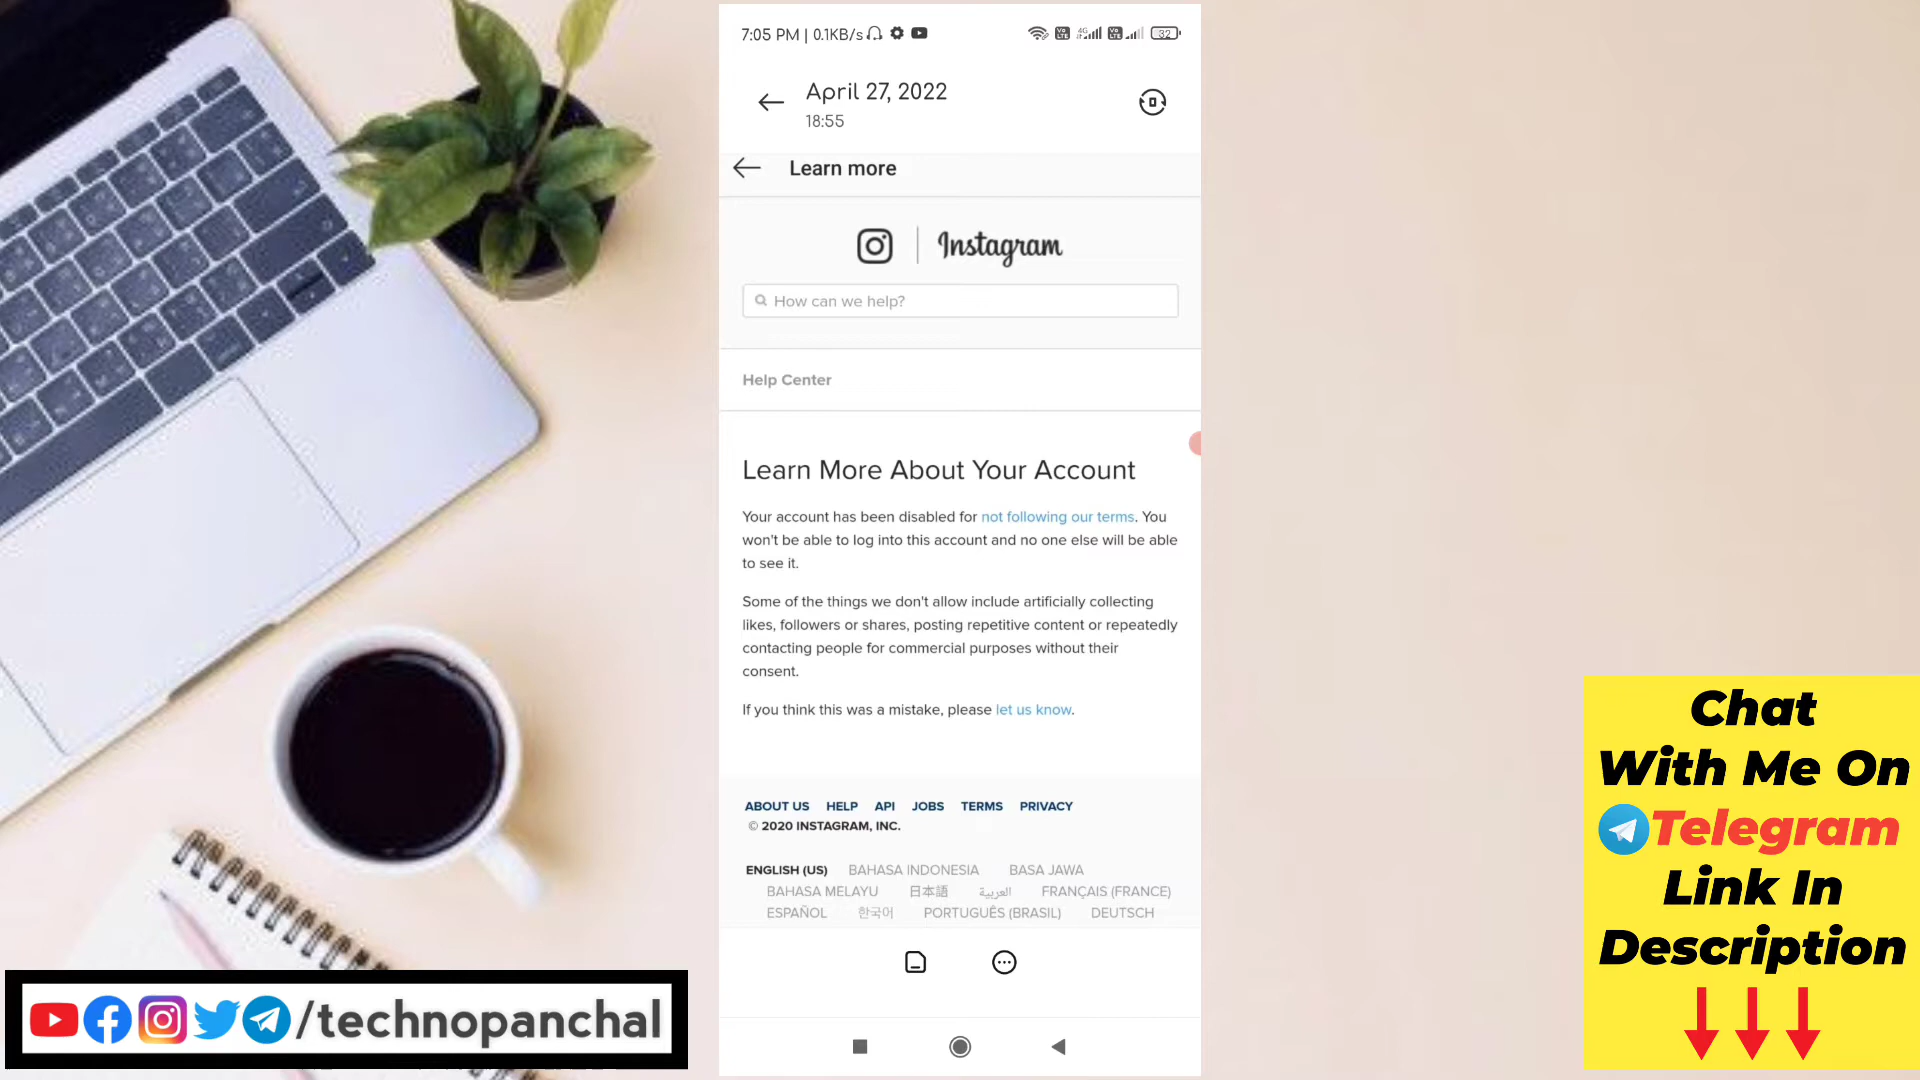 7:05 PM | 0.1KB/s
32
April 27, 2022
18:55
Learn more
Instagram
How can we help?
Help Center
Learn More About Your Account
Your account has been disabled for not following our terms. You
won't be able to log into this account and no one else will be able
to see it.
Some of the things we don't allow include artificially collecting
likes, followers or shares, posting repetitive content or repeatedly
contacting people for commercial purposes without their
consent.
If you think this was a mistake, please let us know.
ABOUT US HELP API JOBS TERMS PRIVACY
© 2020 INSTAGRAM, INC.
ENGLISH (US) BAHASA INDONESIA BASA JAWA
BAHASA MELAYU 日本語 العربية FRANÇAIS (FRANCE)
ESPAÑOL 한국어 PORTUGUÊS (BRASIL) DEUTSCH
/technopanchal
Chat
With Me On
Telegram
Link In
Description